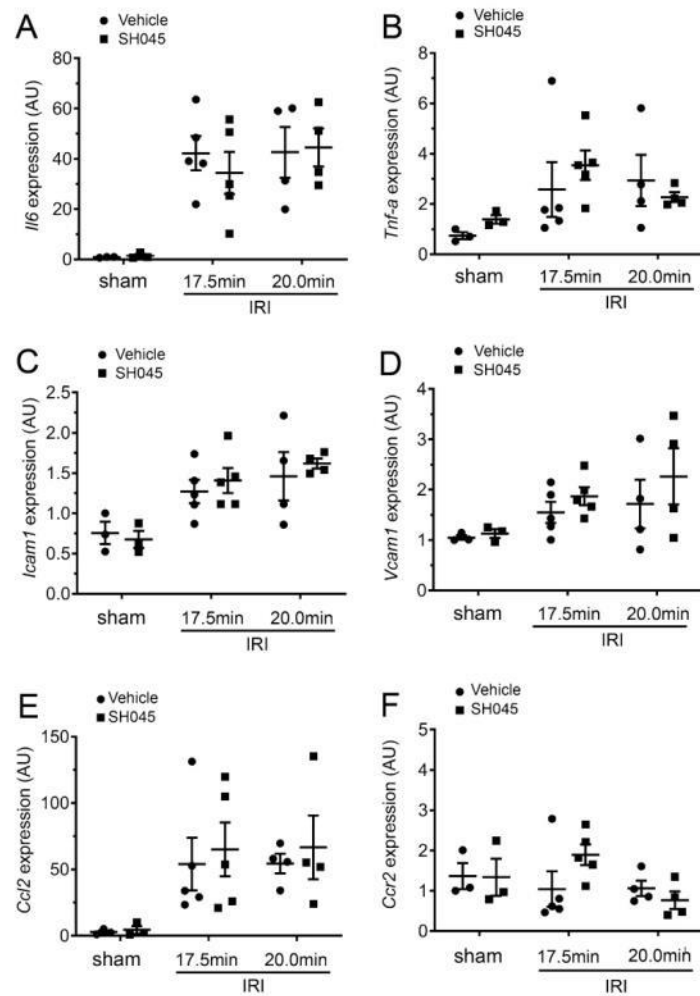 A
Vehicle
SH045
Il6 expression (AU)
80
60
40
20
0
sham
17.5min
20.0min
IRI
B
Vehicle
SH045
Tnf-a expression (AU)
8
6
4
2
0
sham
17.5min
20.0min
IRI
C
Vehicle
SH045
Icam1 expression (AU)
2.5
2.0
1.5
1.0
0.5
0.0
sham
17.5min
20.0min
IRI
D
Vehicle
SH045
Vcam1 expression (AU)
4
3
2
1
0
sham
17.5min
20.0min
IRI
E
Vehicle
SH045
Ccl2 expression (AU)
150
100
50
0
sham
17.5min
20.0min
IRI
F
Vehicle
SH045
Ccr2 expression (AU)
5
4
3
2
1
0
sham
17.5min
20.0min
IRI